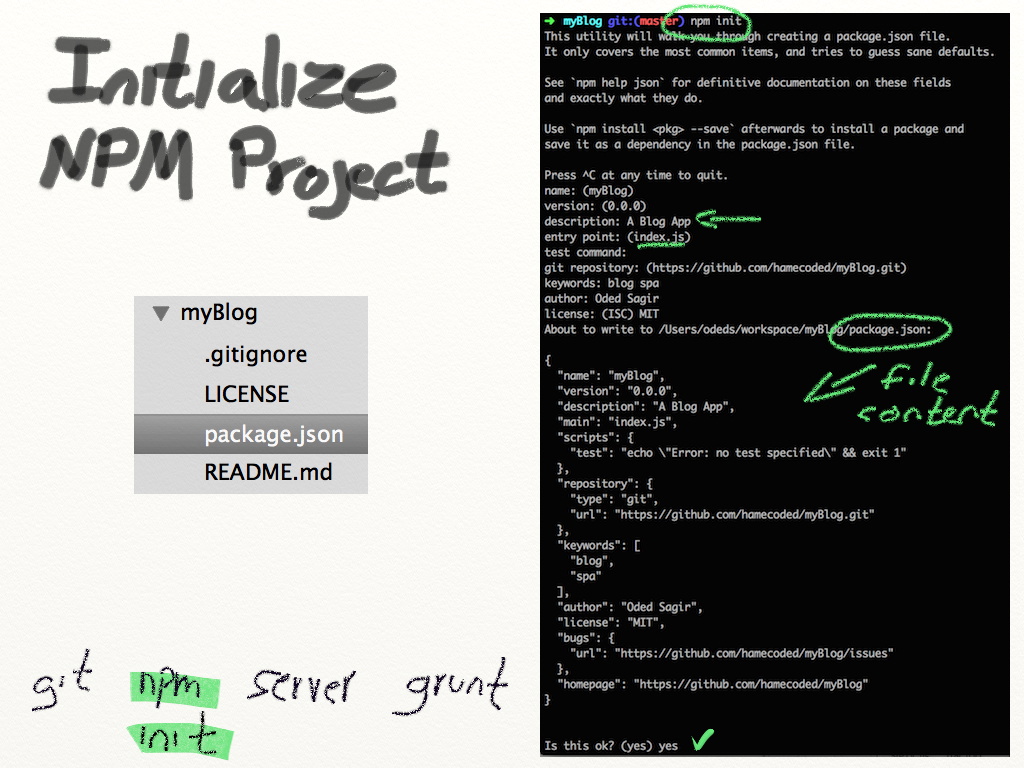 Initialize
NPM Project
myBlog
.gitignore
LICENSE
package.json
README.md
git npm server grunt
init
➜ myBlog git:(master) npm init
This utility will walk you through creating a package.json file.
It only covers the most common items, and tries to guess sane defaults.
See `npm help json` for definitive documentation on these fields
and exactly what they do.
Use `npm install <pkg> --save` afterwards to install a package and
save it as a dependency in the package.json file.
Press ^C at any time to quit.
name: (myBlog)
version: (0.0.0)
description: A Blog App
entry point: (index.js)
test command:
git repository: (https://github.com/hamecoded/myBlog.git)
keywords: blog spa
author: Oded Sagir
license: (ISC) MIT
About to write to /Users/odeds/workspace/myBlog/package.json:
file
content
{
  "name": "myBlog",
  "version": "0.0.0",
  "description": "A Blog App",
  "main": "index.js",
  "scripts": {
    "test": "echo \"Error: no test specified\" && exit 1"
  },
  "repository": {
    "type": "git",
    "url": "https://github.com/hamecoded/myBlog.git"
  },
  "keywords": [
    "blog",
    "spa"
  ],
  "author": "Oded Sagir",
  "license": "MIT",
  "bugs": {
    "url": "https://github.com/hamecoded/myBlog/issues"
  },
  "homepage": "https://github.com/hamecoded/myBlog"
}
Is this ok? (yes) yes